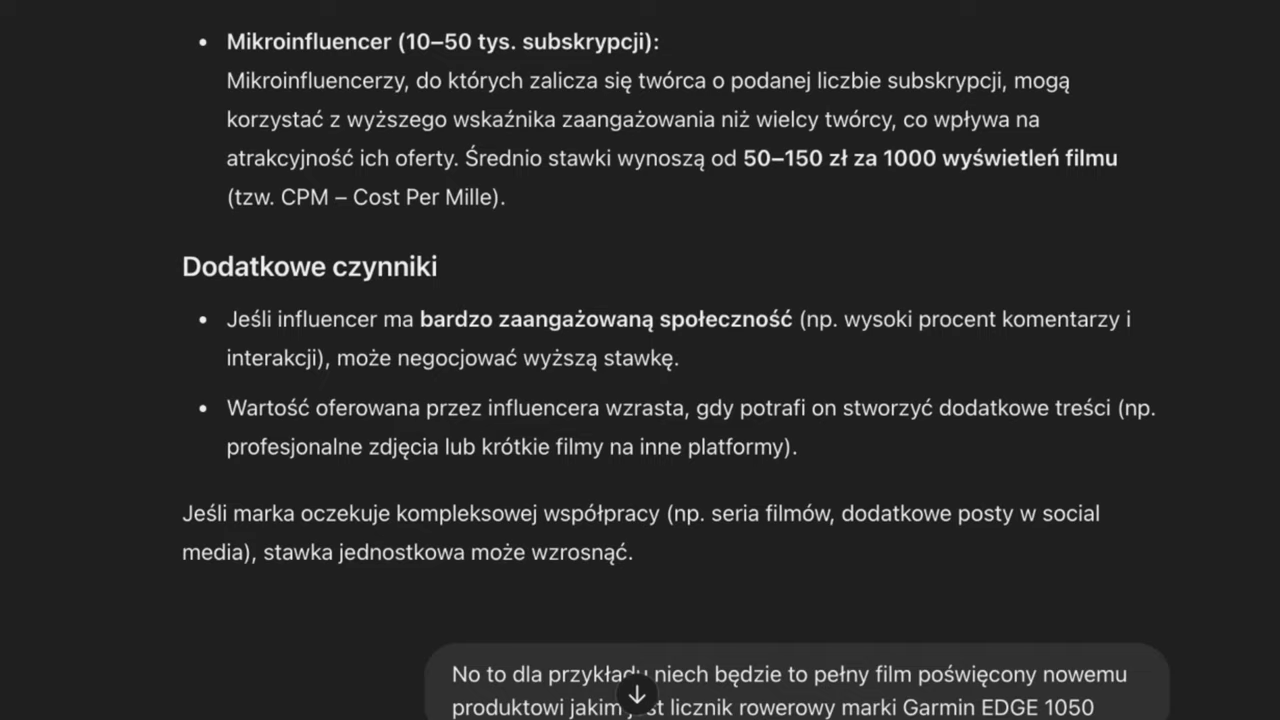 Mikroinfluencer (10–50 tys. subskrypcji):
Mikroinfluencerzy, do których zalicza się twórca o podanej liczbie subskrypcji, mogą
korzystać z wyższego wskaźnika zaangażowania niż wielcy twórcy, co wpływa na
atrakcyjność ich oferty. Średnio stawki wynoszą od 50–150 zł za 1000 wyświetleń filmu
(tzw. CPM – Cost Per Mille).
Dodatkowe czynniki
Jeśli influencer ma bardzo zaangażowaną społeczność (np. wysoki procent komentarzy i
interakcji), może negocjować wyższą stawkę.
Wartość oferowana przez influencera wzrasta, gdy potrafi on stworzyć dodatkowe treści (np.
profesjonalne zdjęcia lub krótkie filmy na inne platformy).
Jeśli marka oczekuje kompleksowej współpracy (np. seria filmów, dodatkowe posty w social
media), stawka jednostkowa może wzrosnąć.
No to dla przykładu niech będzie to pełny film poświęcony nowemu
produktowi jakim jest licznik rowerowy marki Garmin EDGE 1050